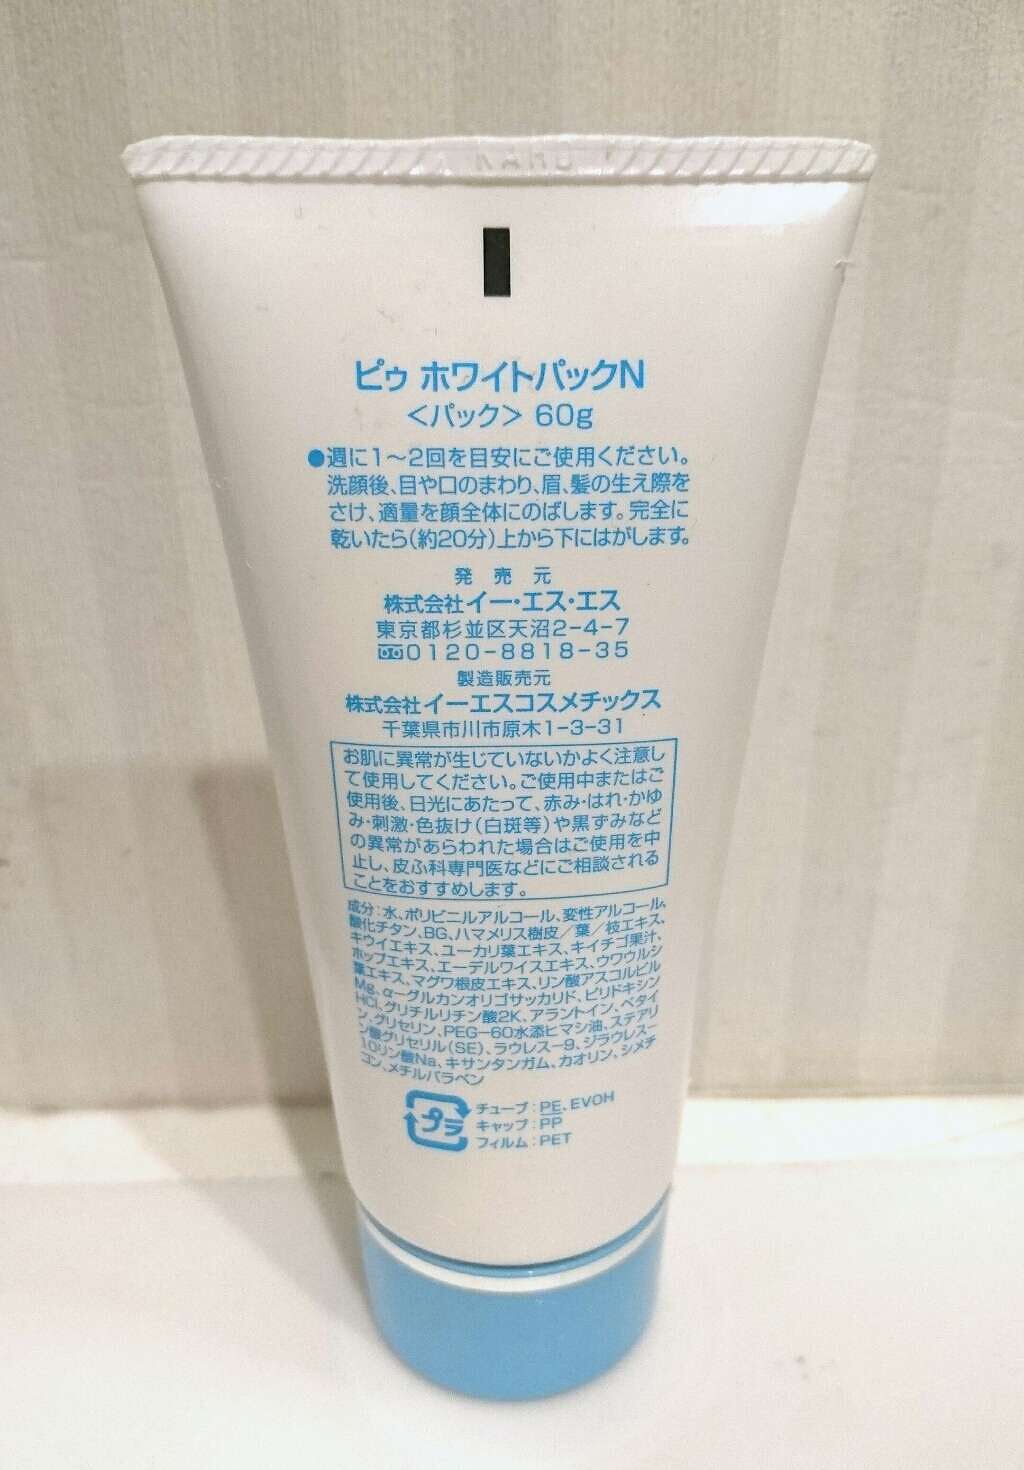 ピゥ ホワイトパックN
＜パック＞ 60g
●週に1～2回を目安にご使用ください。
洗顔後、目や口のまわり、眉、髪の生え際を
さけ、適量を顔全体にのばします。完全に
乾いたら(約20分)上から下にはがします。
発 売 元
株式会社 イー・エス・エス
東京都杉並区天沼2-4-7
0120-8818-35
製造販売元
株式会社 イーエスコスメチックス
千葉県市川市原木1-3-31
お肌に異常が生じていないかよく注意し
て使用してください。ご使用中またはご
使用後、日光にあたって、赤み・はれ・かゆ
み・刺激・色抜け(白斑等)や黒ずみなど
の異常があらわれた場合はご使用を中
止し、皮ふ科専門医などにご相談される
ことをおすすめします。
成分：水、ポリビニルアルコール、変性アルコール、
酸化チタン、BG、ハマメリス樹皮／葉／枝エキス、
キウイエキス、ユーカリ葉エキス、キイチゴ果汁、
ホップエキス、エーデルワイスエキス、ウワウルシ
葉エキス、マグワ根皮エキス、リン酸アスコルビル
Mg、α-グルカンオリゴサッカリド、ピリドキシン
HCl、グリチルリチン酸2K、アラントイン、ベタイ
ン、グリセリン、PEG-60水添ヒマシ油、ステアリ
ン酸グリセリル(SE)、ラウレス-9、ジラウレス-
10リン酸Na、キサンタンガム、カオリン、シメチ
コン、メチルパラベン
プラ
チューブ：PE、EVOH
キャップ：PP
フィルム：PET